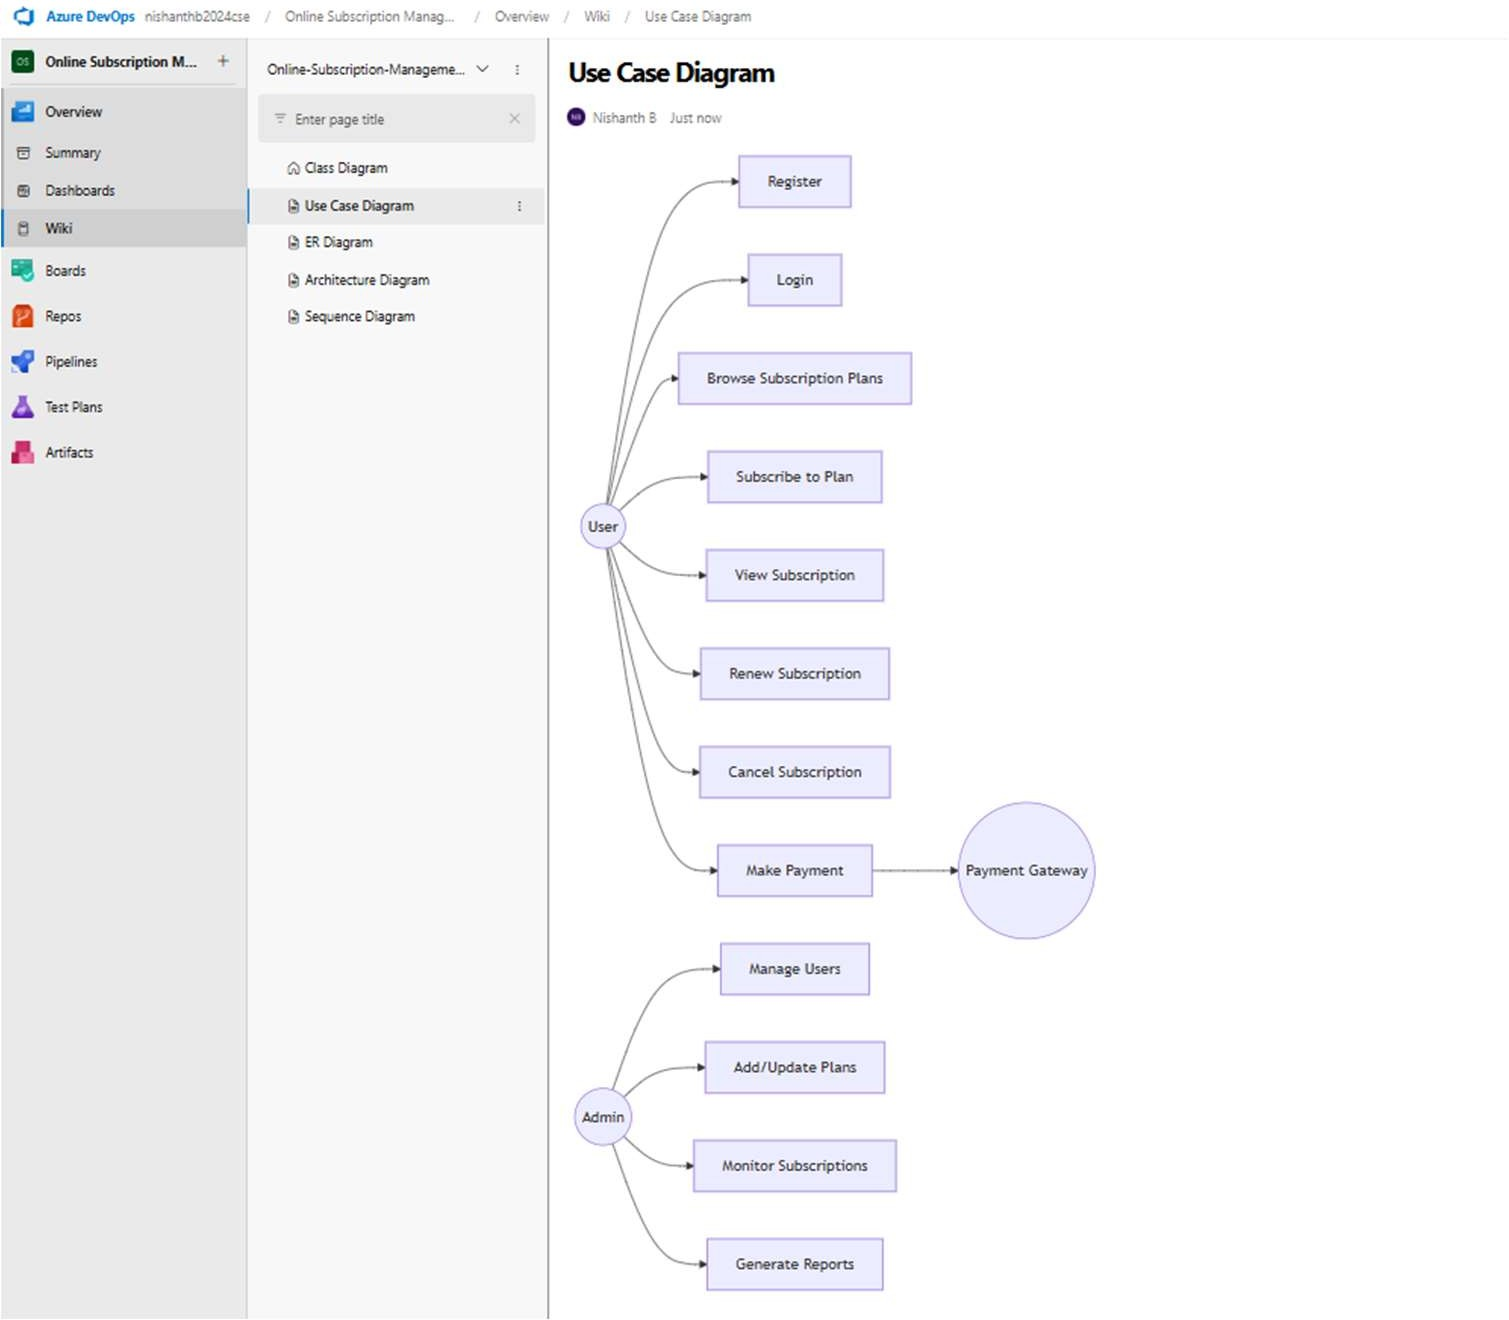 Azure DevOps nishanthb2024cse / Online Subscription Manag... / Overview / Wiki / Use Case Diagram
OS Online Subscription M... +
Overview
Summary
Dashboards
Wiki
Boards
Repos
Pipelines
Test Plans
Artifacts
Online-Subscription-Manageme...
Enter page title
Class Diagram
Use Case Diagram
ER Diagram
Architecture Diagram
Sequence Diagram
Use Case Diagram
NB Nishanth B Just now
Register
Login
Browse Subscription Plans
Subscribe to Plan
User
View Subscription
Renew Subscription
Cancel Subscription
Make Payment
Payment Gateway
Manage Users
Add/Update Plans
Admin
Monitor Subscriptions
Generate Reports